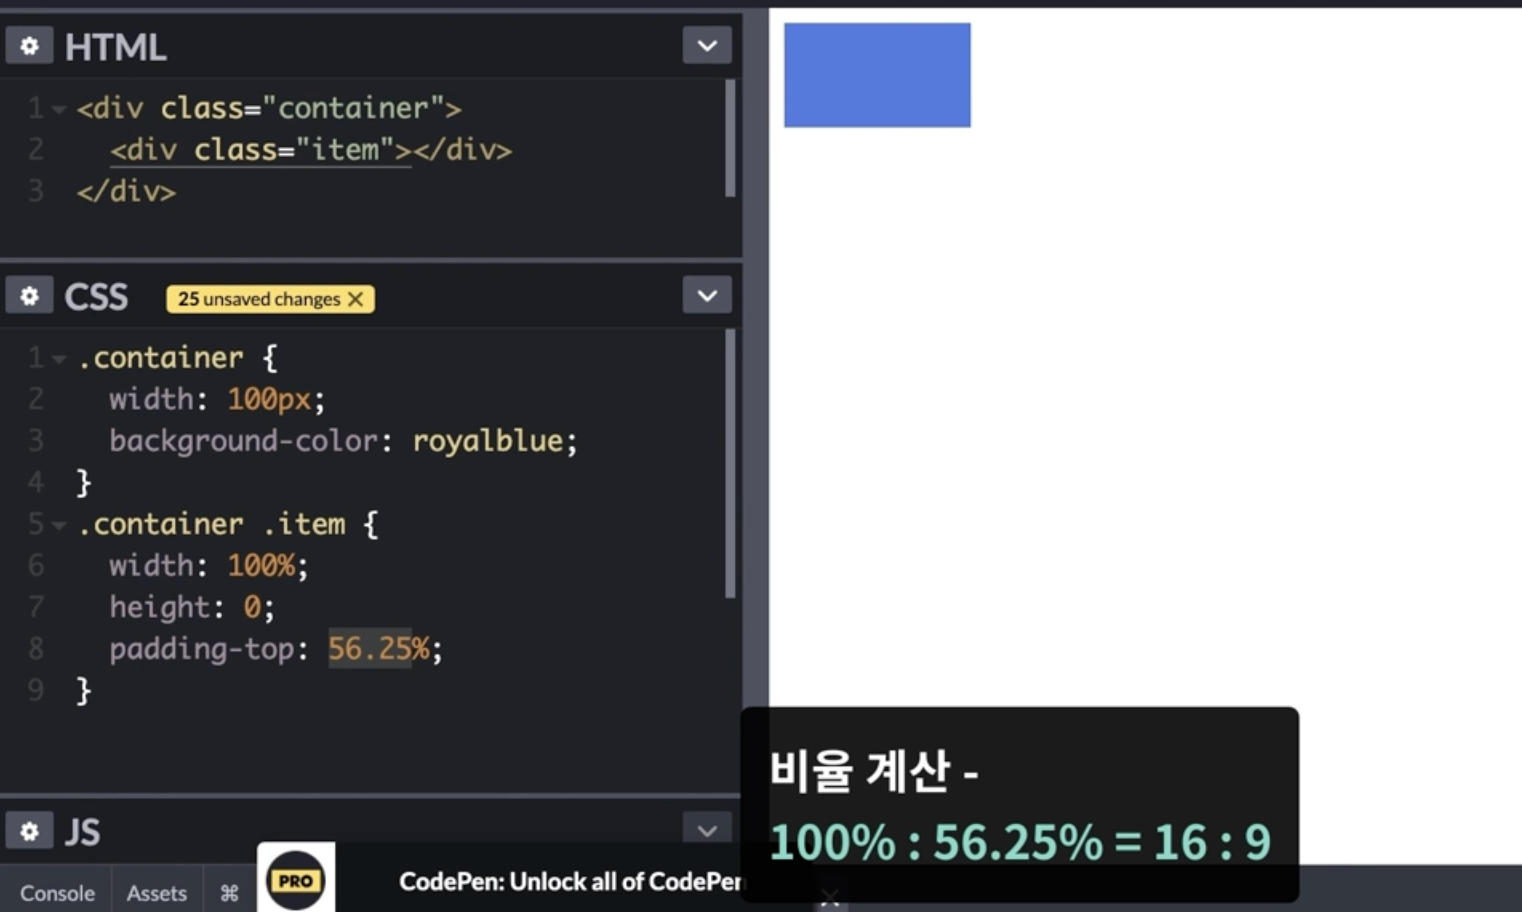 HTML
1 <div class="container">
2 <div class="item"></div>
3 </div>
CSS 25 unsaved changes
1 .container {
2 width: 100px;
3 background-color: royalblue;
4 }
5 .container .item {
6 width: 100%;
7 height: 0;
8 padding-top: 56.25%;
9 }
비율 계산 -
100% : 56.25% = 16 : 9
JS
Console Assets ⌘ PRO CodePen: Unlock all of CodePen